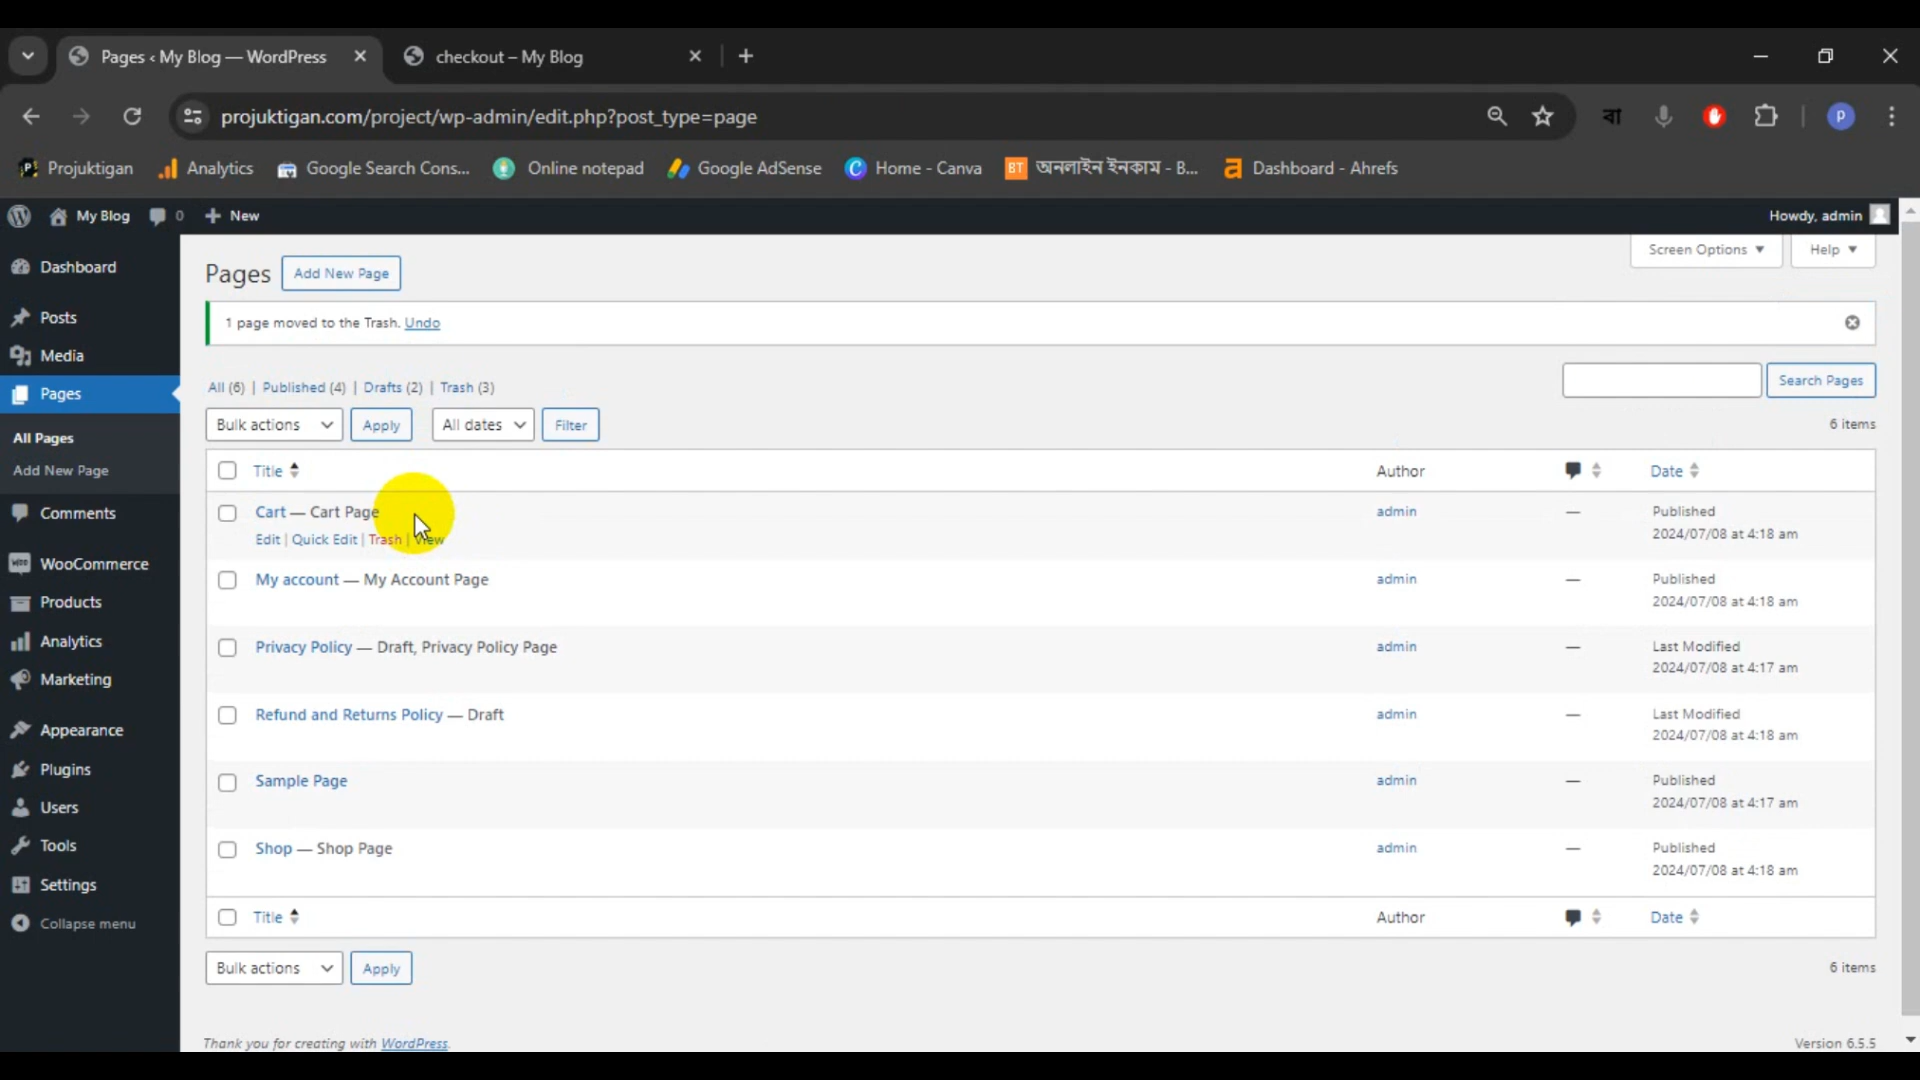 Pages ‹ My Blog — WordPress
checkout – My Blog
projuktigan.com/project/wp-admin/edit.php?post_type=page
বা
P
Projuktigan
Analytics
Google Search Cons...
Online notepad
Google AdSense
Home - Canva
BT অনলাইন ইনকাম - B...
Dashboard - Ahrefs
My Blog
0
New
Howdy, admin
Dashboard
Posts
Media
Pages
All Pages
Add New Page
Comments
WooCommerce
Products
Analytics
Marketing
Appearance
Plugins
Users
Tools
Settings
Collapse menu
Screen Options
Help
Pages
Add New Page
1 page moved to the Trash. Undo
All (6) | Published (4) | Drafts (2) | Trash (3)
Search Pages
Bulk actions
Apply
All dates
Filter
6 items
Title
Author
Date
Cart — Cart Page
admin
—
Published
Edit | Quick Edit | Trash | View
2024/07/08 at 4:18 am
My account — My Account Page
admin
—
Published
2024/07/08 at 4:18 am
Privacy Policy — Draft, Privacy Policy Page
admin
—
Last Modified
2024/07/08 at 4:17 am
Refund and Returns Policy — Draft
admin
—
Last Modified
2024/07/08 at 4:18 am
Sample Page
admin
—
Published
2024/07/08 at 4:17 am
Shop — Shop Page
admin
—
Published
2024/07/08 at 4:18 am
Title
Author
Date
Bulk actions
Apply
6 items
Thank you for creating with WordPress.
Version 6.5.5